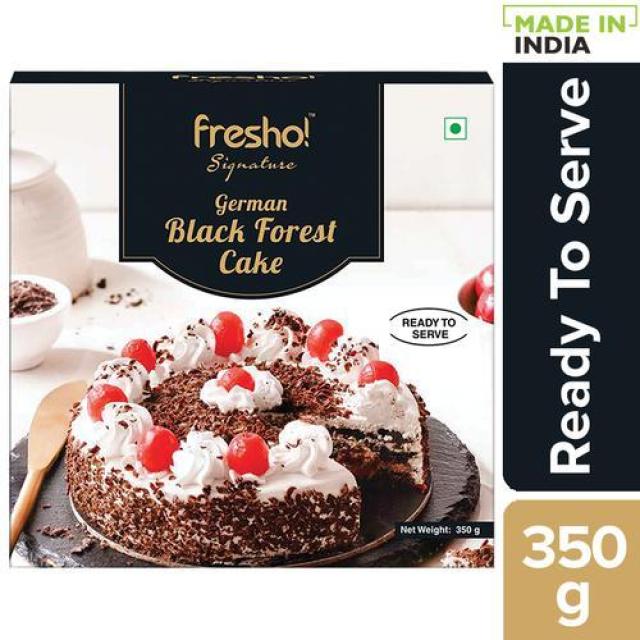 MADE IN
INDIA
fresho!™
Signature
German
Black Forest
Cake
READY TO
SERVE
Net Weight: 350 g
Ready To Serve
350
g